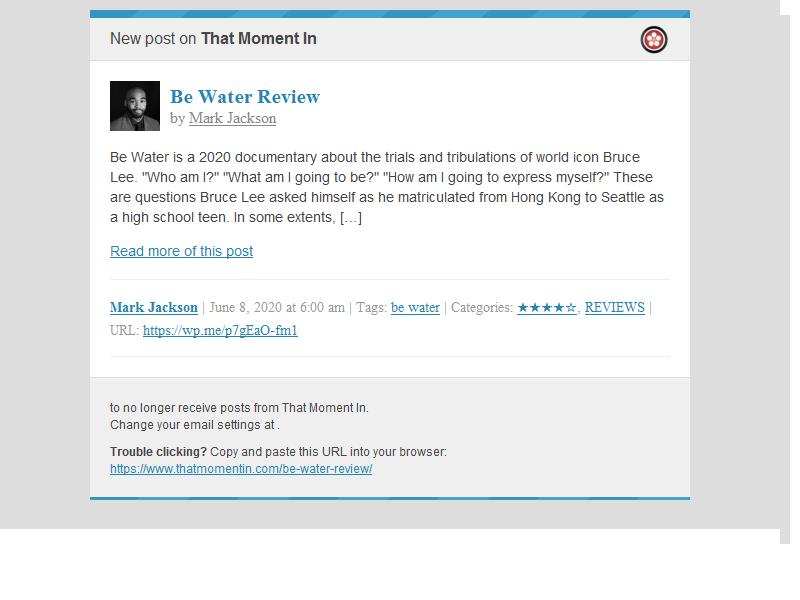 New post on That Moment In
Be Water Review
by Mark Jackson
Be Water is a 2020 documentary about the trials and tribulations of world icon Bruce
Lee. "Who am I?" "What am I going to be?" "How am I going to express myself?" These
are questions Bruce Lee asked himself as he matriculated from Hong Kong to Seattle as
a high school teen. In some extents, […]
Read more of this post
Mark Jackson | June 8, 2020 at 6:00 am | Tags: be water | Categories: ★★★★☆, REVIEWS |
URL: https://wp.me/p7gEaO-fm1
to no longer receive posts from That Moment In.
Change your email settings at .
Trouble clicking? Copy and paste this URL into your browser:
https://www.thatmomentin.com/be-water-review/